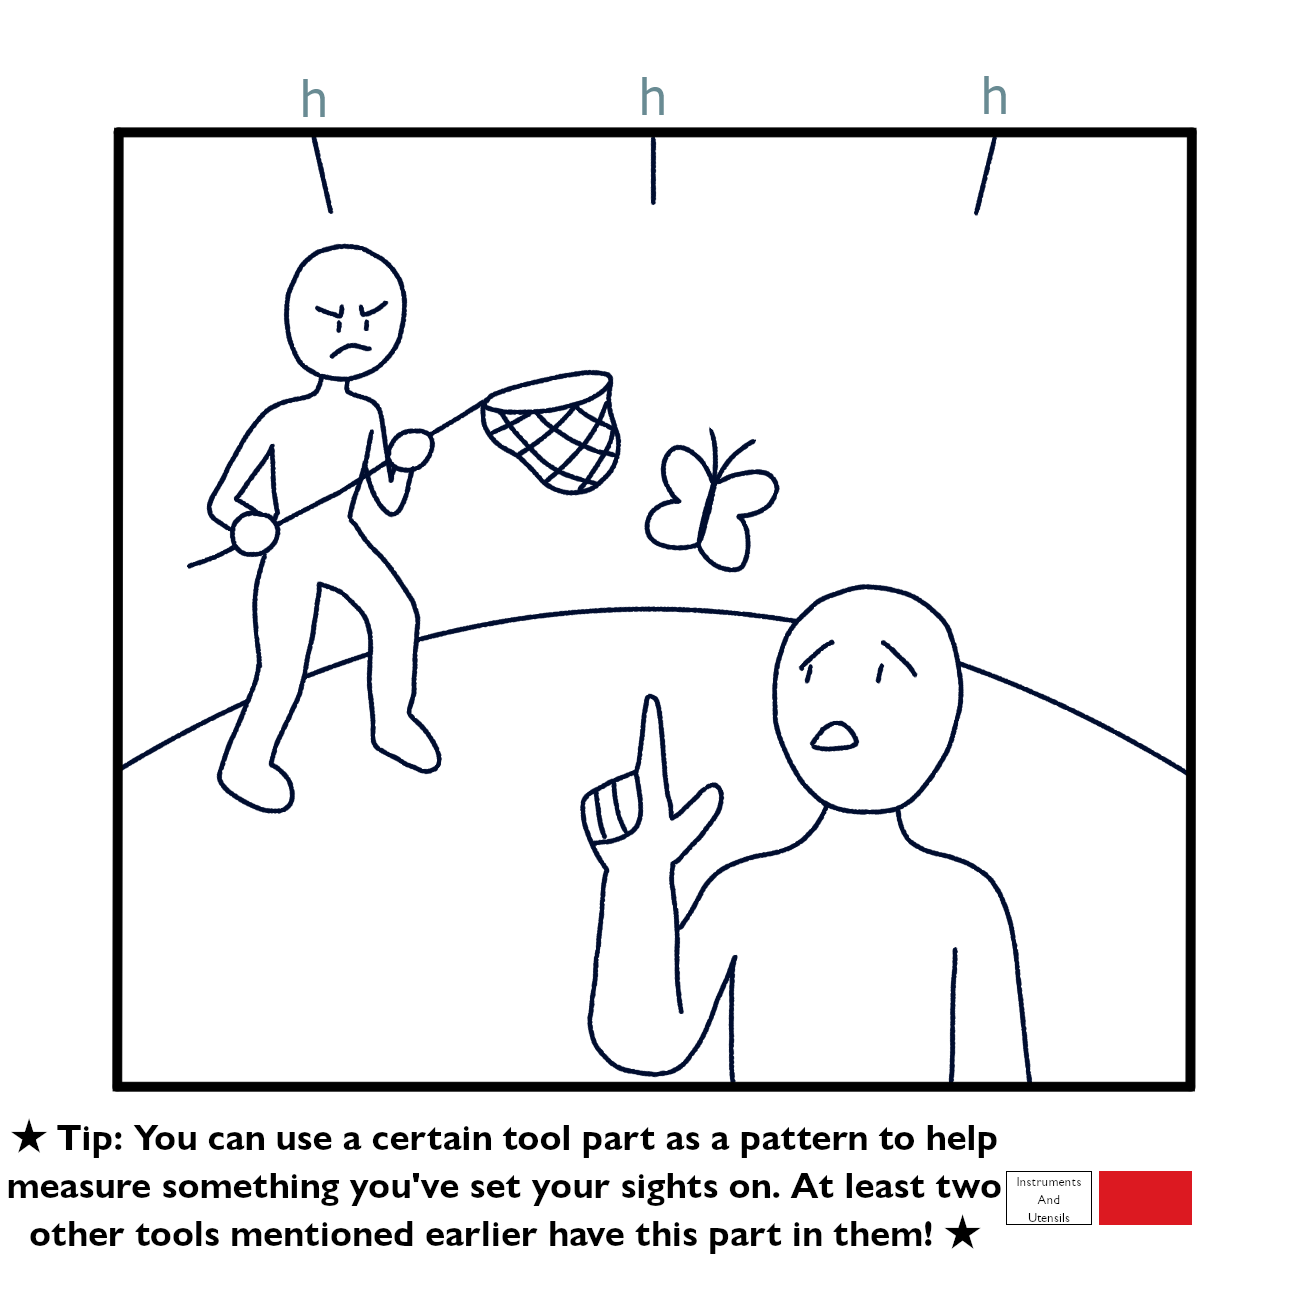 h h h
★ Tip: You can use a certain tool part as a pattern to help
measure something you've set your sights on. At least two
other tools mentioned earlier have this part in them! ★
Instruments
And
Utensils